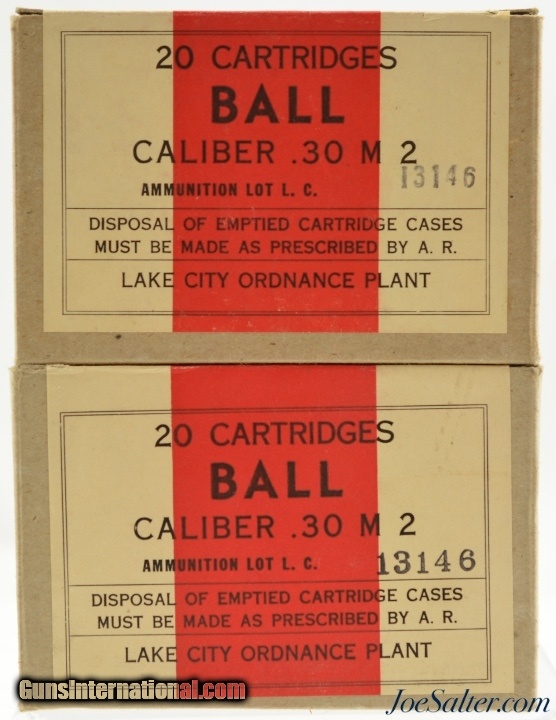 20 CARTRIDGES
BALL
CALIBER .30 M 2
AMMUNITION LOT L. C. 13146
DISPOSAL OF EMPTIED CARTRIDGE CASES
MUST BE MADE AS PRESCRIBED BY A. R.
LAKE CITY ORDNANCE PLANT
20 CARTRIDGES
BALL
CALIBER .30 M 2
AMMUNITION LOT L. C. 13146
DISPOSAL OF EMPTIED CARTRIDGE CASES
MUST BE MADE AS PRESCRIBED BY A. R.
LAKE CITY ORDNANCE PLANT
GunsInternational.com
JoeSalter.com